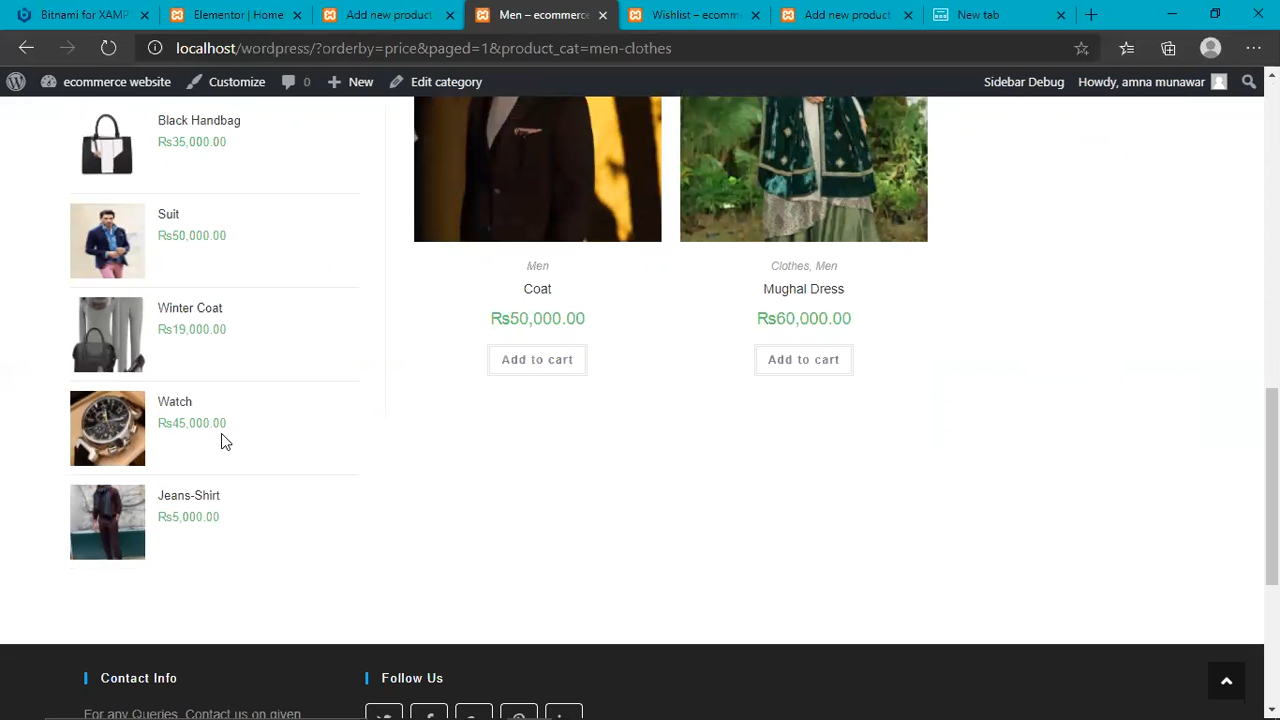 Bitnami for XAMP
Elementor | Home
Add new product
Men – ecommerce
Wishlist – ecomm
Add new product
New tab
localhost/wordpress/?orderby=price&paged=1&product_cat=men-clothes
ecommerce website
Customize
0
New
Edit category
Sidebar Debug
Howdy, amna munawar
Black Handbag
₨35,000.00
Suit
₨50,000.00
Winter Coat
₨19,000.00
Watch
₨45,000.00
Jeans-Shirt
₨5,000.00
Men
Coat
₨50,000.00
Add to cart
Clothes, Men
Mughal Dress
₨60,000.00
Add to cart
Contact Info
For any Queries, Contact us on given
Follow Us